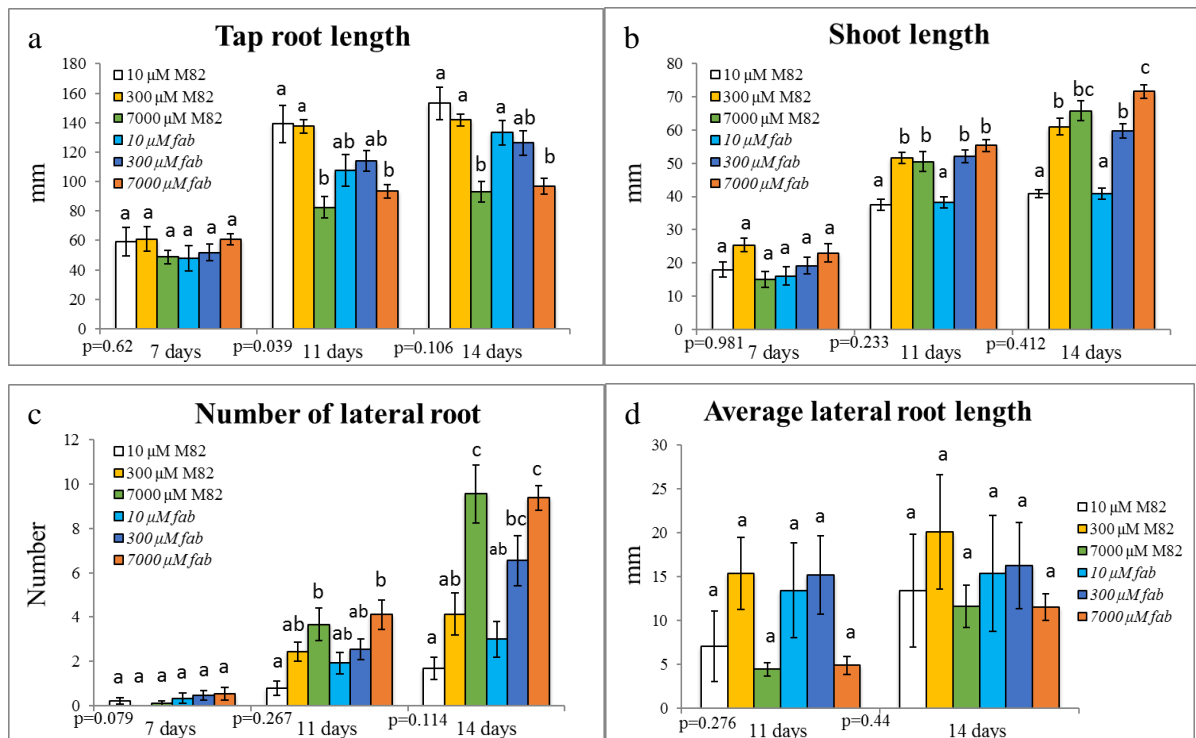 a
Tap root length
180
160
140
120
100
80
60
40
20
0
mm
10 µM M82
300 µM M82
7000 µM M82
10 µM fab
300 µM fab
7000 µM fab
a a a a a a
a a b ab ab b
a a b a ab b
p=0.62 7 days p=0.039 11 days p=0.106 14 days
b
Shoot length
80
70
60
50
40
30
20
10
0
mm
10 µM M82
300 µM M82
7000 µM M82
10 µM fab
300 µM fab
7000 µM fab
a a a a a a
a b b a b b
a b bc a b c
p=0.981 7 days p=0.233 11 days p=0.412 14 days
c
Number of lateral root
12
10
8
6
4
2
0
Number
10 µM M82
300 µM M82
7000 µM M82
10 µM fab
300 µM fab
7000 µM fab
a a a a a a
a ab b ab ab b
a ab c ab bc c
p=0.079 7 days p=0.267 11 days p=0.114 14 days
d
Average lateral root length
30
25
20
15
10
5
0
mm
10 µM M82
300 µM M82
7000 µM M82
10 µM fab
300 µM fab
7000 µM fab
a a a a a a
a a a a a a
p=0.276 11 days p=0.44 14 days